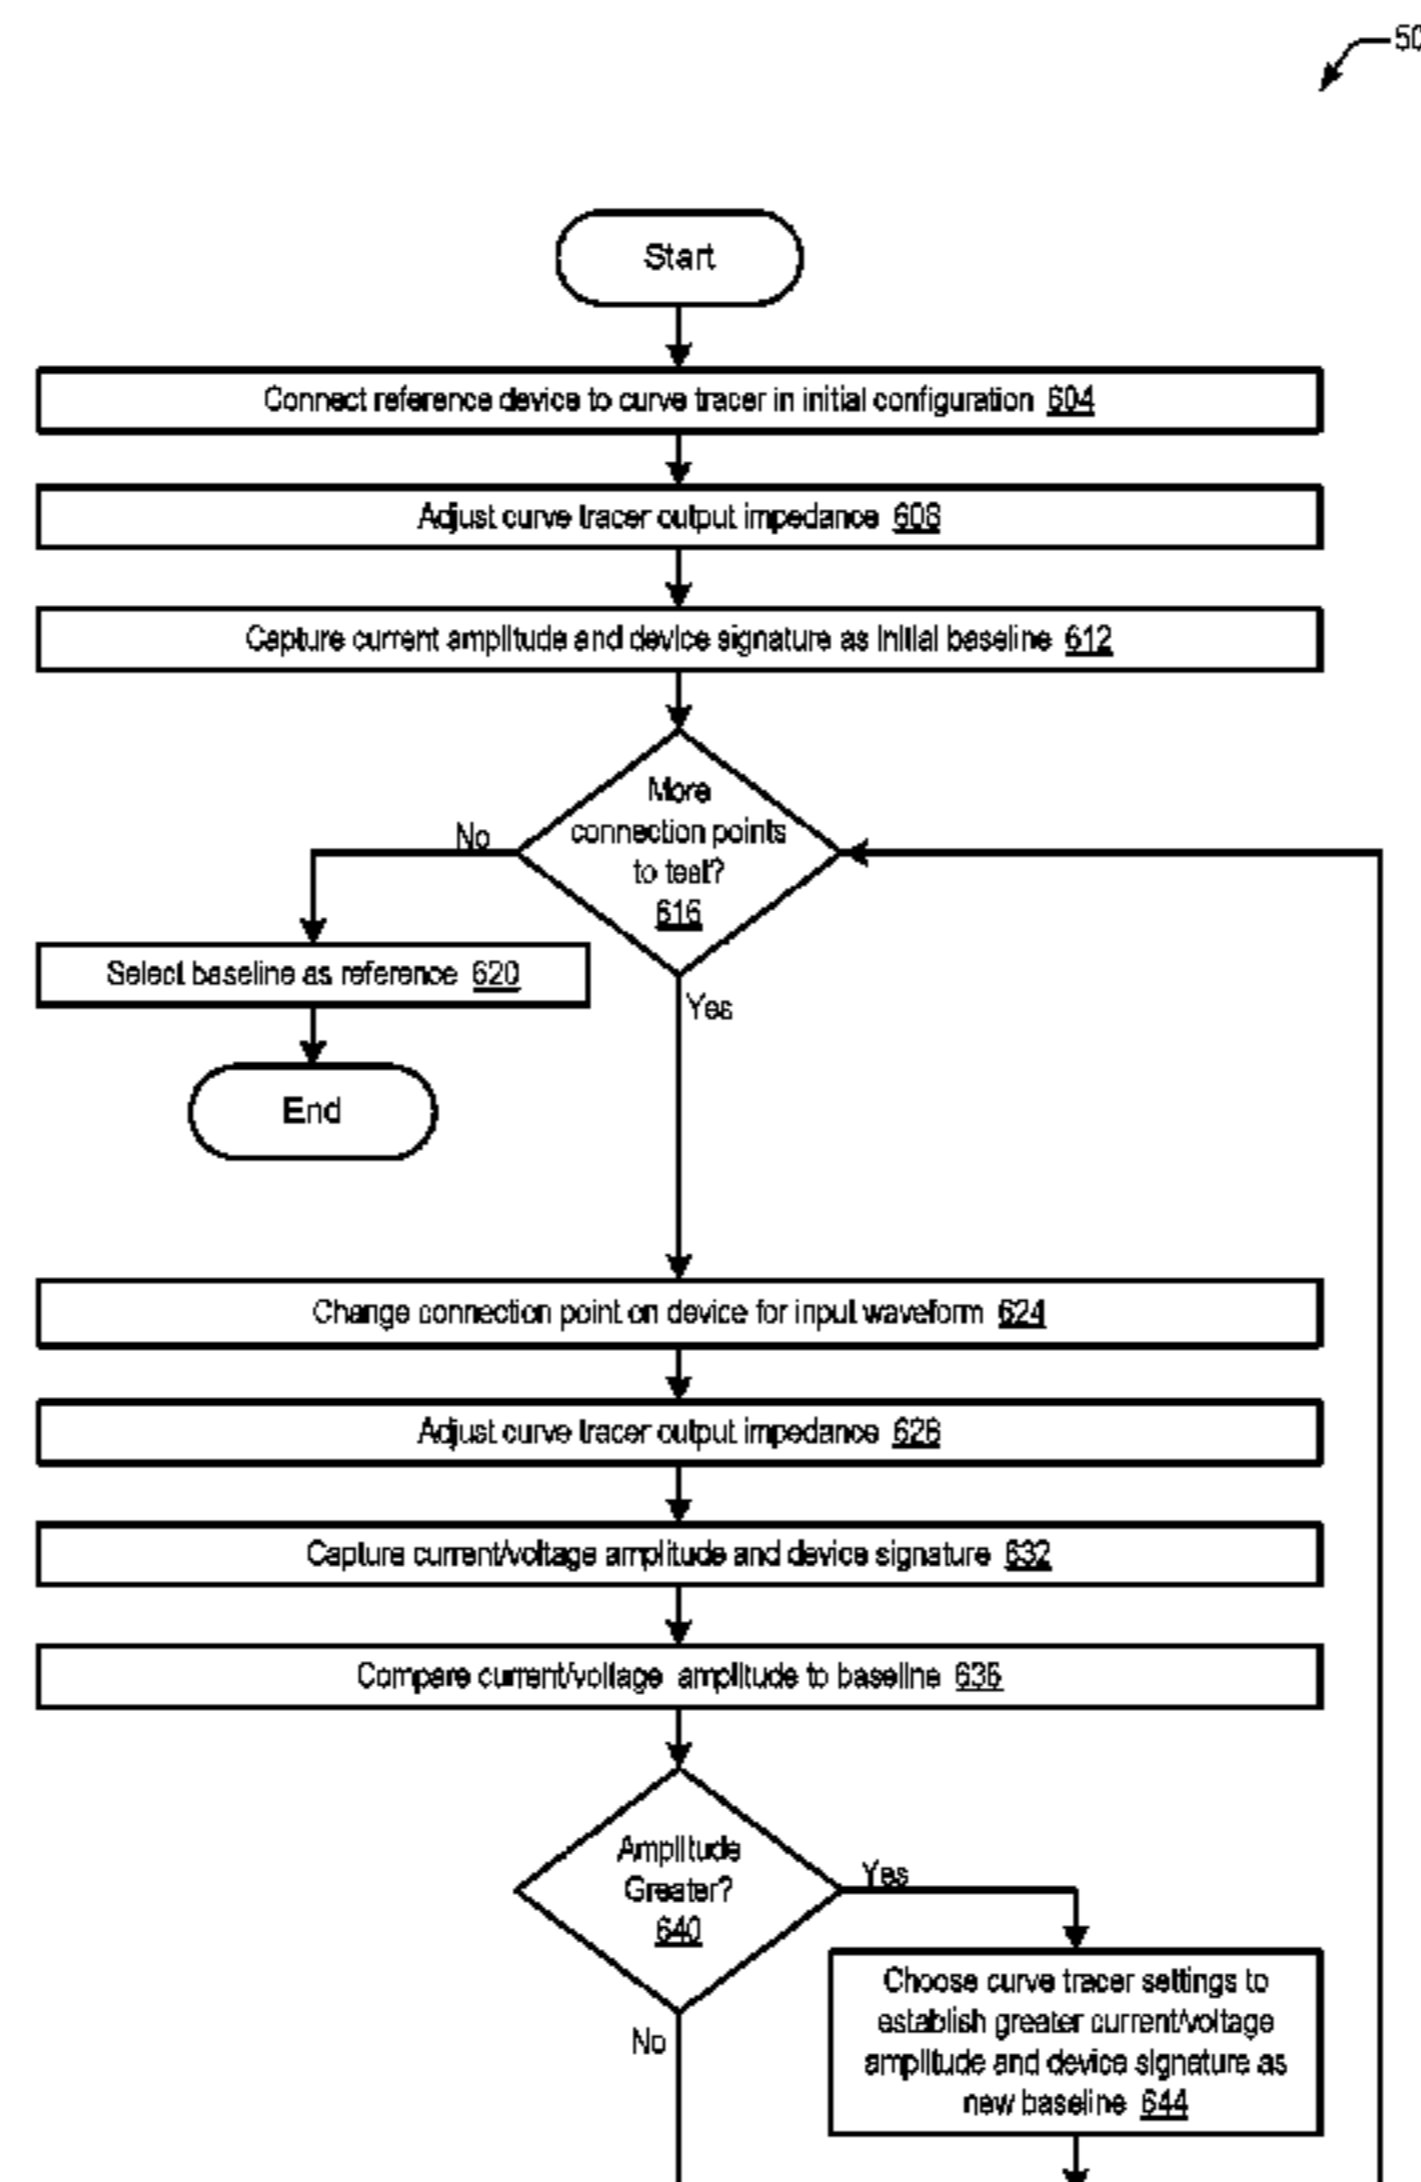 50
Start
Connect reference device to curve tracer in initial configuration 604
Adjust curve tracer output impedance 608
Capture current amplitude and device signature as initial baseline 612
More
connection points
to test?
616
No
Select baseline as reference 620
Yes
End
Change connection point on device for input waveform 624
Adjust curve tracer output impedance 628
Capture current/voltage amplitude and device signature 632
Compare current/voltage amplitude to baseline 636
Amplitude
Greater?
640
Yes
Choose curve tracer settings to
establish greater current/voltage
amplitude and device signature as
new baseline 644
No